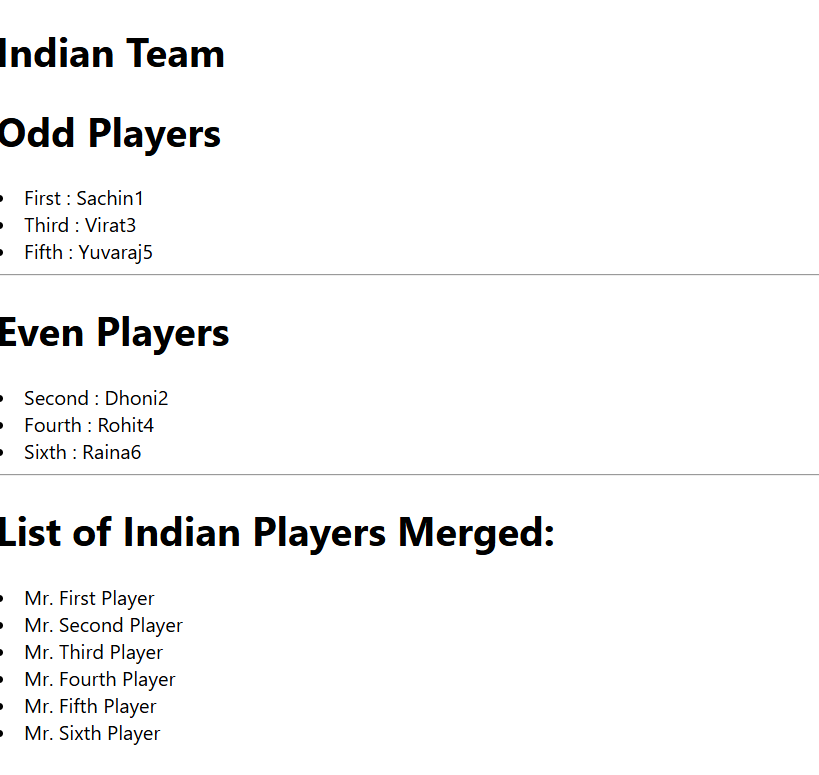 Indian Team
Odd Players
First : Sachin1
Third : Virat3
Fifth : Yuvaraj5
Even Players
Second : Dhoni2
Fourth : Rohit4
Sixth : Raina6
List of Indian Players Merged:
Mr. First Player
Mr. Second Player
Mr. Third Player
Mr. Fourth Player
Mr. Fifth Player
Mr. Sixth Player